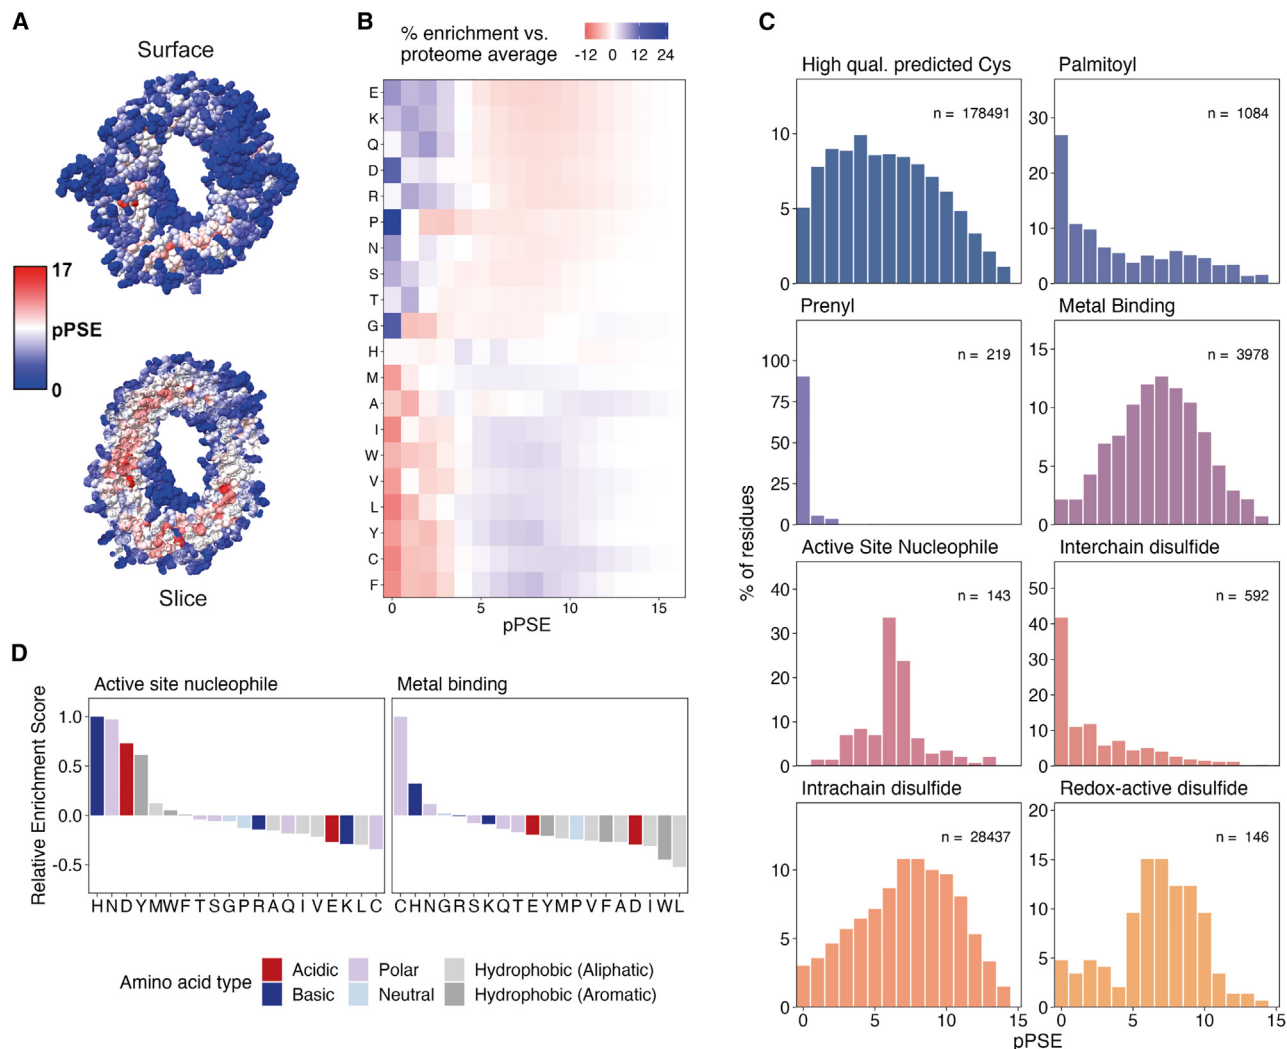 A
Surface
17
pPSE
0
Slice
B
% enrichment vs.
proteome average
-12 0 12 24
E
K
Q
D
R
P
N
S
T
G
H
M
A
I
W
V
L
Y
C
F
0 5 10 15
pPSE
C
% of residues
High qual. predicted Cys
n = 178491
10
5
0
Palmitoyl
n = 1084
30
20
10
0
Prenyl
n = 219
100
75
50
25
0
Metal Binding
n = 3978
15
10
5
0
Active Site Nucleophile
n = 143
40
30
20
10
0
Interchain disulfide
n = 592
50
40
30
20
10
0
Intrachain disulfide
n = 28437
10
5
0
0 5 10 15
Redox-active disulfide
n = 146
20
15
10
5
0
0 5 10 15
pPSE
D
Relative Enrichment Score
Active site nucleophile
Metal binding
1.0
0.5
0.0
-0.5
H N D Y M W F T S G P R A Q I V E K L C
C H N G R S K Q T E Y M P V F A D I W L
Amino acid type
Acidic
Basic
Polar
Neutral
Hydrophobic (Aliphatic)
Hydrophobic (Aromatic)